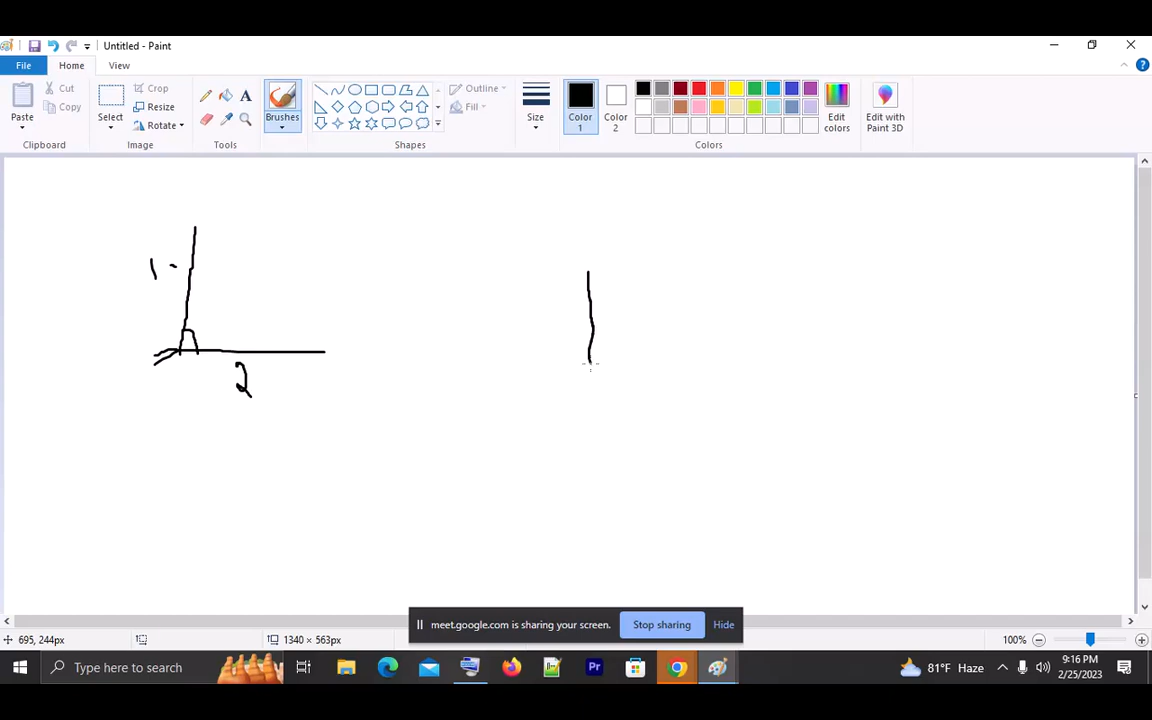 Untitled - Paint
File
Home
View
Paste
Cut
Copy
Clipboard
Select
Crop
Resize
Rotate
Image
A
Tools
Brushes
Shapes
Outline
Fill
Size
Color 1
Color 2
Edit colors
Colors
Edit with Paint 3D
1
2
meet.google.com is sharing your screen.
Stop sharing
Hide
695, 244px
1340 × 563px
100%
Type here to search
Pr
81°F Haze
9:16 PM
2/25/2023